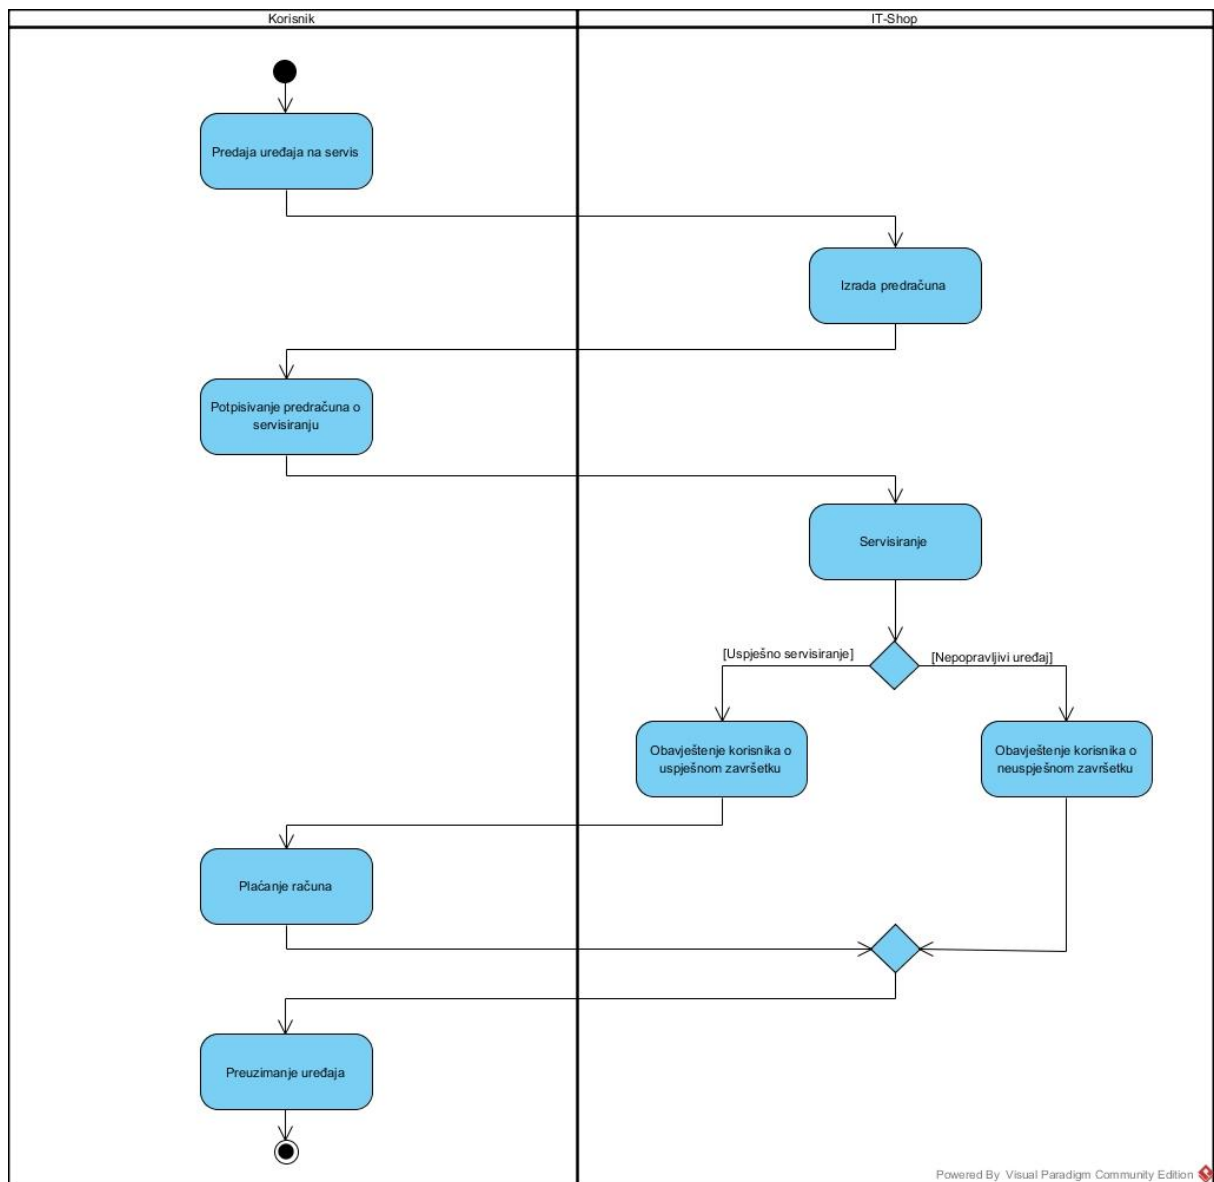 Korisnik
IT-Shop
Predaja uređaja na servis
Izrada predračuna
Potpisivanje predračuna o
servisiranju
Servisiranje
[Uspješno servisiranje]
[Nepopravljivi uređaj]
Obavještenje korisnika o
uspješnom završetku
Obavještenje korisnika o
neuspješnom završetku
Plaćanje računa
Preuzimanje uređaja
Powered By Visual Paradigm Community Edition